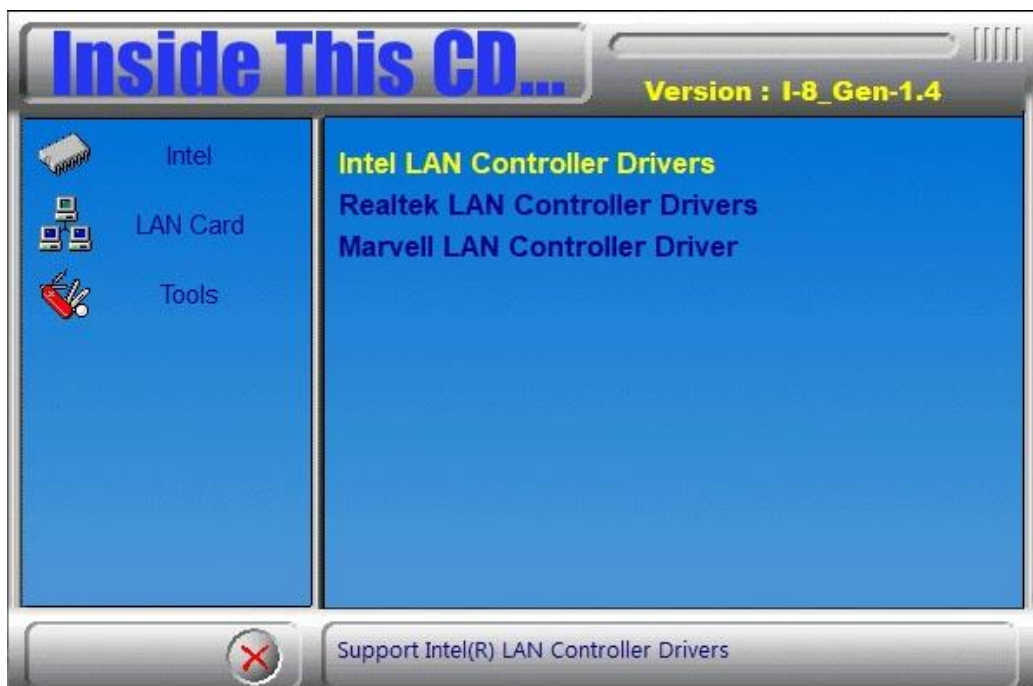 Inside This CD...
Version : I-8_Gen-1.4
Intel
LAN Card
Tools
Intel LAN Controller Drivers
Realtek LAN Controller Drivers
Marvell LAN Controller Driver
Support Intel(R) LAN Controller Drivers